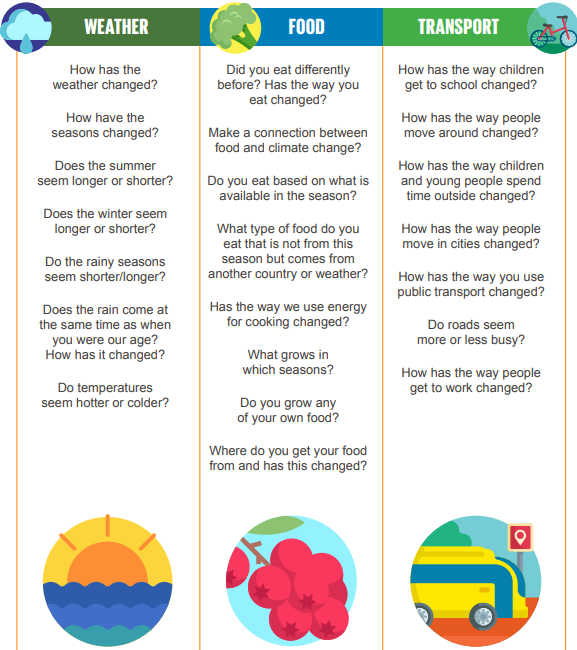 WEATHER
How has the
weather changed?
How have the
seasons changed?
Does the summer
seem longer or shorter?
Does the winter seem
longer or shorter?
Do the rainy seasons
seem shorter/longer?
Does the rain come at
the same time as when
you were our age?
How has it changed?
Do temperatures
seem hotter or colder?
FOOD
Did you eat differently
before? Has the way you
eat changed?
Make a connection between
food and climate change?
Do you eat based on what is
available in the season?
What type of food do you
eat that is not from this
season but comes from
another country or weather?
Has the way we use energy
for cooking changed?
What grows in
which seasons?
Do you grow any
of your own food?
Where do you get your food
from and has this changed?
TRANSPORT
How has the way children
get to school changed?
How has the way people
move around changed?
How has the way children
and young people spend
time outside changed?
How has the way people
move in cities changed?
How has the way you use
public transport changed?
Do roads seem
more or less busy?
How has the way people
get to work changed?